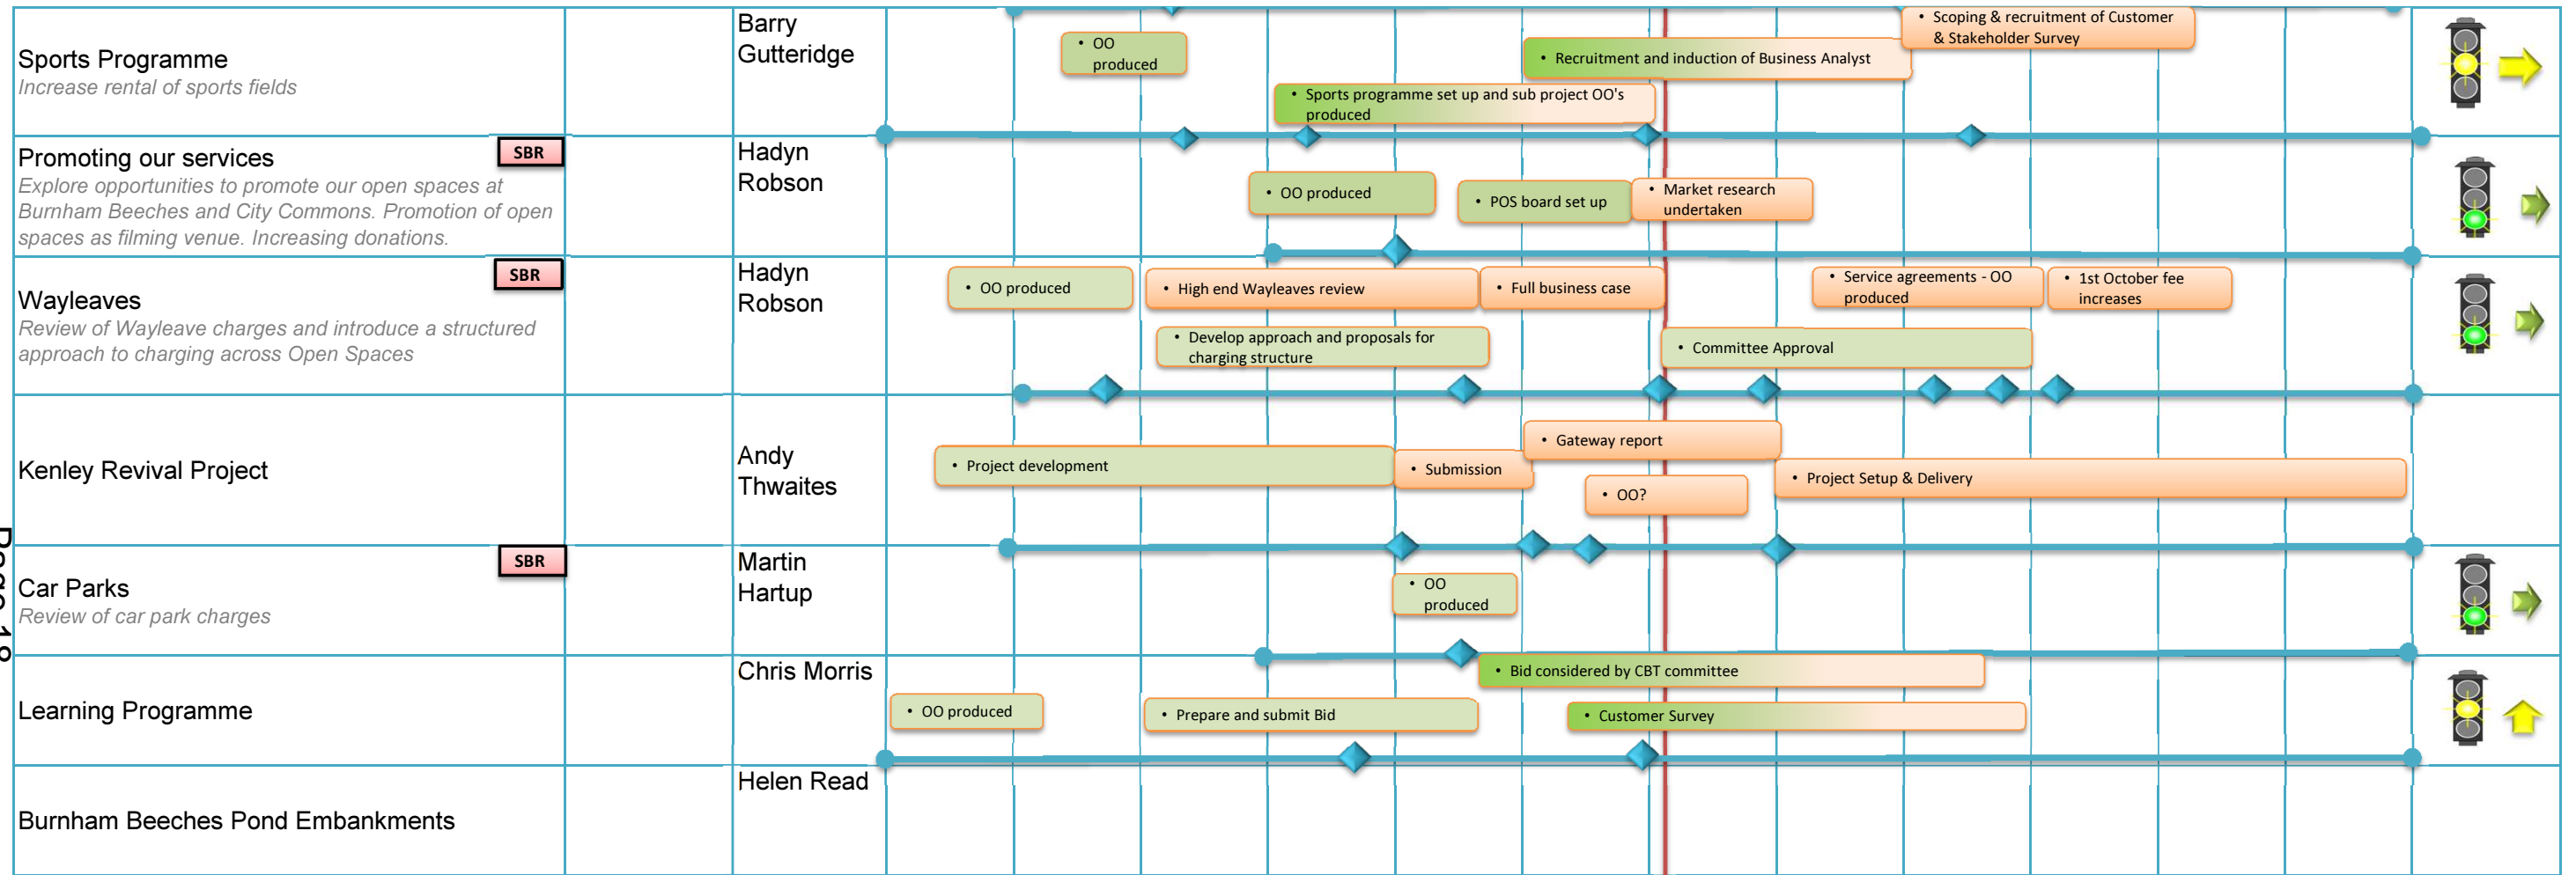 Sports Programme
Increase rental of sports fields
Barry
Gutteridge
• OO
produced
• Scoping & recruitment of Customer
& Stakeholder Survey
• Recruitment and induction of Business Analyst
• Sports programme set up and sub project OO's
produced
Promoting our services
SBR
Explore opportunities to promote our open spaces at
Burnham Beeches and City Commons. Promotion of open
spaces as filming venue. Increasing donations.
Hadyn
Robson
• OO produced
• POS board set up
• Market research
undertaken
SBR
Wayleaves
Review of Wayleave charges and introduce a structured
approach to charging across Open Spaces
Hadyn
Robson
• OO produced
• High end Wayleaves review
• Full business case
• Service agreements - OO
produced
• 1st October fee
increases
• Develop approach and proposals for
charging structure
• Committee Approval
Kenley Revival Project
Andy
Thwaites
• Project development
• Submission
• Gateway report
• OO?
• Project Setup & Delivery
SBR
Car Parks
Review of car park charges
Martin
Hartup
• OO
produced
Learning Programme
Chris Morris
• OO produced
• Prepare and submit Bid
• Bid considered by CBT committee
• Customer Survey
Burnham Beeches Pond Embankments
Helen Read